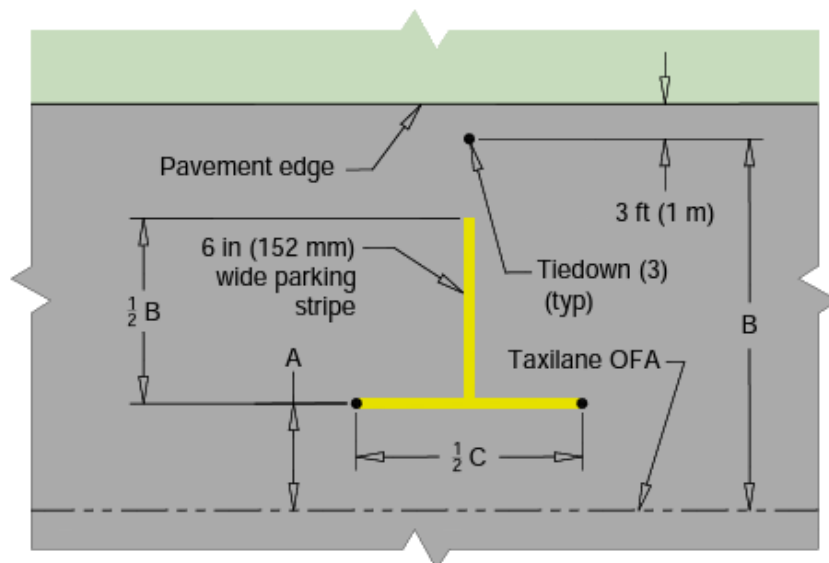 Pavement edge
3 ft (1 m)
6 in (152 mm)
wide parking
stripe
Tiedown (3)
(typ)
1/2 B
B
A
Taxilane OFA
1/2 C